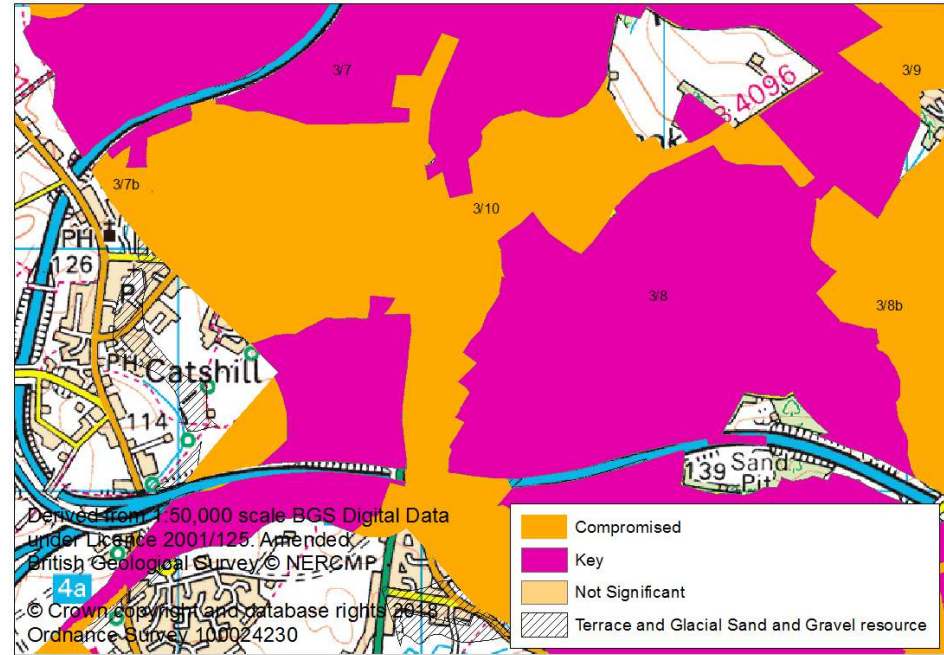 3/7
3/9
B 4096
3/7b
3/10
PH
126
P
3/8
3/8b
PH
Catshill
114
139
Sand
Pit
Derived from 1:50,000 scale BGS Digital Data
under Licence 2001/125. Amended.
British Geological Survey © NERCMP
4a
© Crown copyright and database rights 2018
Ordnance Survey 100024230
Compromised
Key
Not Significant
Terrace and Glacial Sand and Gravel resource